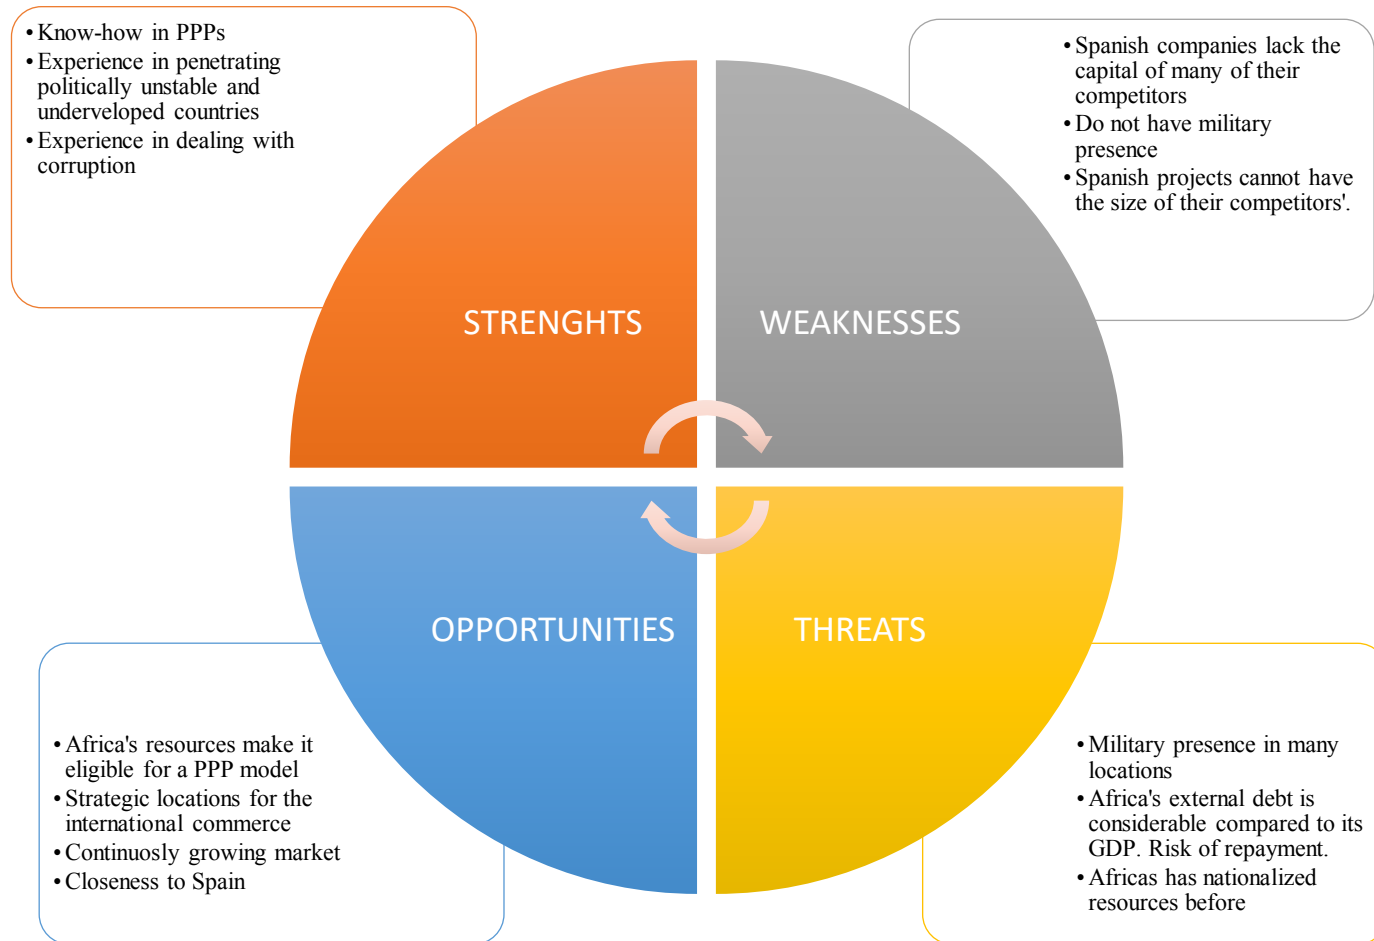 • Know-how in PPPs
• Experience in penetrating
politically unstable and
underveloped countries
• Experience in dealing with
corruption
• Spanish companies lack the
capital of many of their
competitors
• Do not have military
presence
• Spanish projects cannot have
the size of their competitors'.
STRENGHTS
WEAKNESSES
OPPORTUNITIES
THREATS
• Africa's resources make it
eligible for a PPP model
• Strategic locations for the
international commerce
• Continuosly growing market
• Closeness to Spain
• Military presence in many
locations
• Africa's external debt is
considerable compared to its
GDP. Risk of repayment.
• Africas has nationalized
resources before